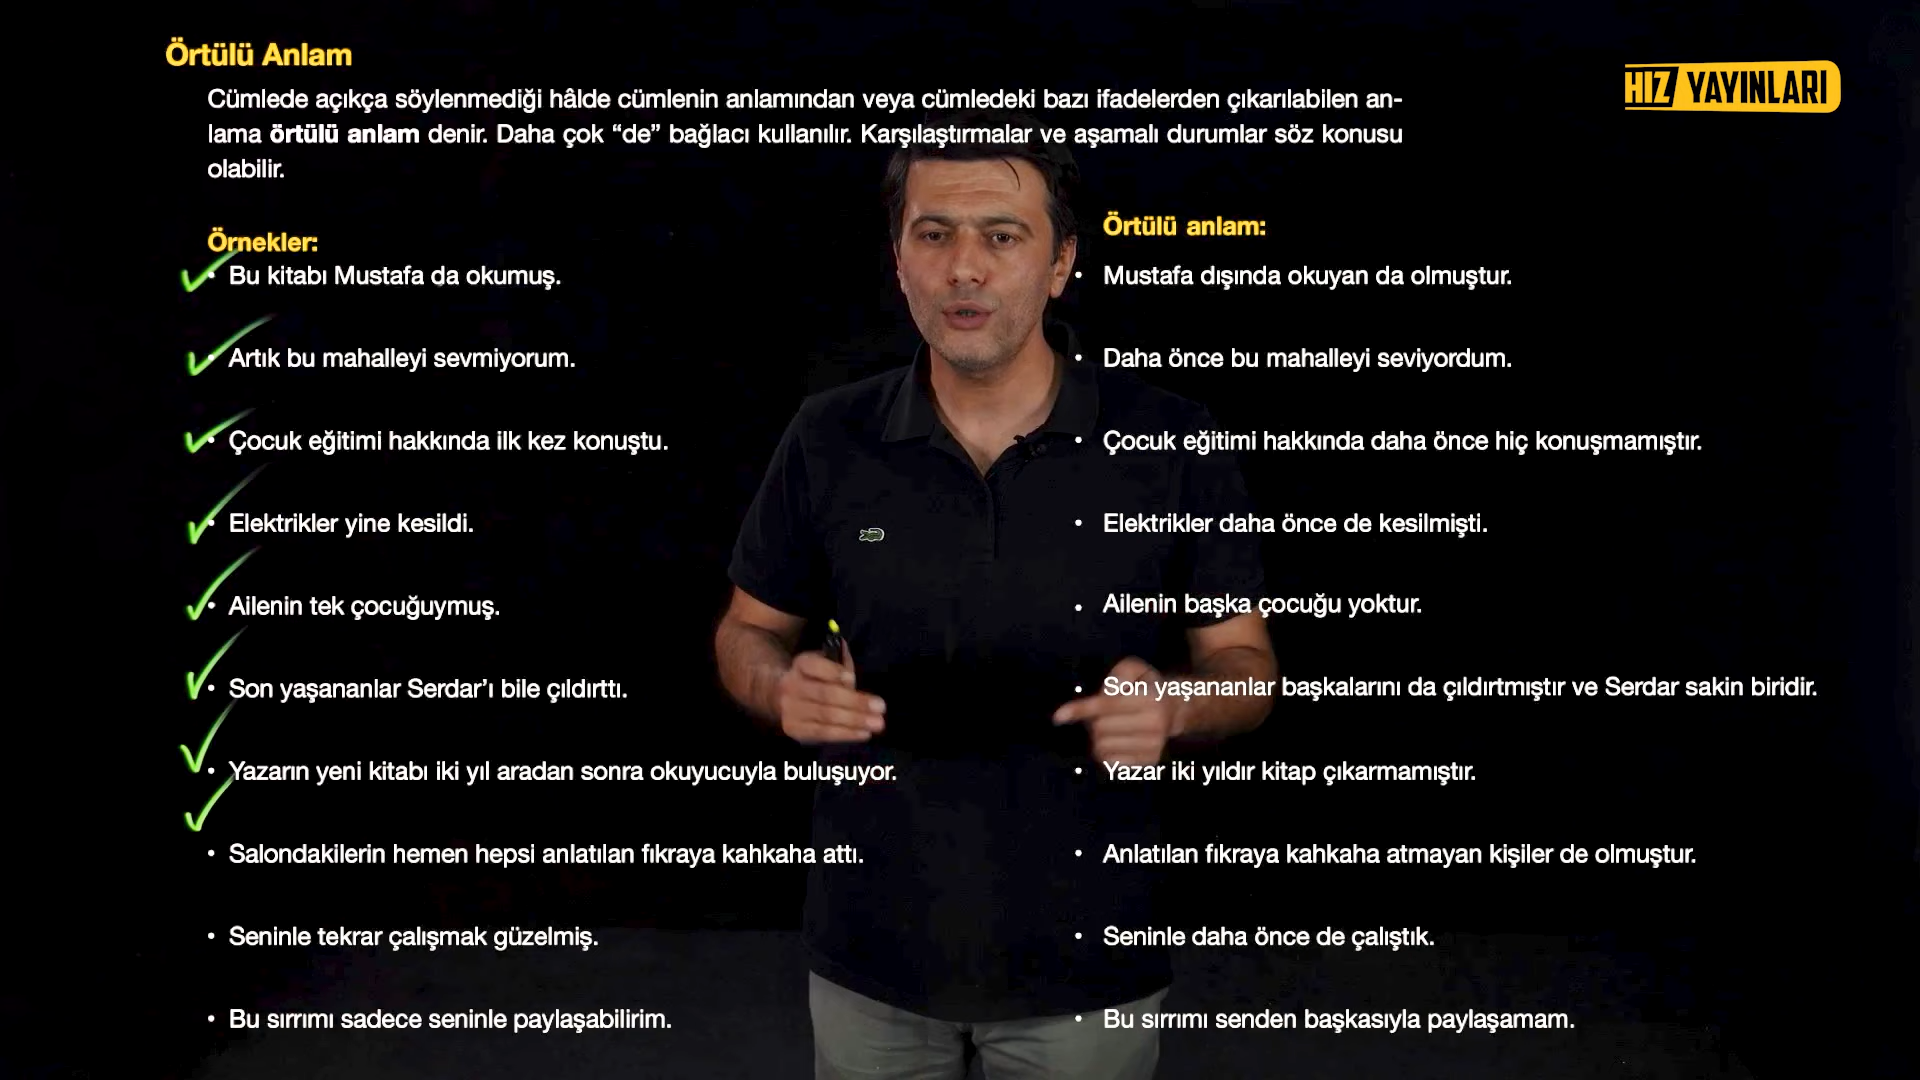 Örtülü Anlam
Cümlede açıkça söylenmediği hâlde cümlenin anlamından veya cümledeki bazı ifadelerden çıkarılabilen an-
lama örtülü anlam denir. Daha çok “de” bağlacı kullanılır. Karşılaştırmalar ve aşamalı durumlar söz konusu
olabilir.
HIZ YAYINLARI
Örnekler:
• Bu kitabı Mustafa da okumuş.
• Artık bu mahalleyi sevmiyorum.
• Çocuk eğitimi hakkında ilk kez konuştu.
• Elektrikler yine kesildi.
• Ailenin tek çocuğuymuş.
• Son yaşananlar Serdar’ı bile çıldırttı.
• Yazarın yeni kitabı iki yıl aradan sonra okuyucuyla buluşuyor.
• Salondakilerin hemen hepsi anlatılan fıkraya kahkaha attı.
• Seninle tekrar çalışmak güzelmiş.
• Bu sırrımı sadece seninle paylaşabilirim.
Örtülü anlam:
• Mustafa dışında okuyan da olmuştur.
• Daha önce bu mahalleyi seviyordum.
• Çocuk eğitimi hakkında daha önce hiç konuşmamıştır.
• Elektrikler daha önce de kesilmişti.
• Ailenin başka çocuğu yoktur.
• Son yaşananlar başkalarını da çıldırtmıştır ve Serdar sakin biridir.
• Yazar iki yıldır kitap çıkarmamıştır.
• Anlatılan fıkraya kahkaha atmayan kişiler de olmuştur.
• Seninle daha önce de çalıştık.
• Bu sırrımı senden başkasıyla paylaşamam.